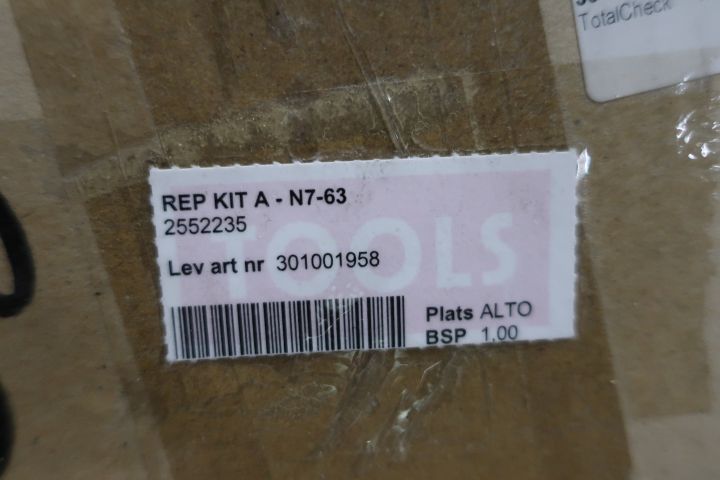 TotalCheck
REP KIT A - N7-63
2552235
TOOLS
Lev art nr 301001958
Plats ALTO
BSP 1,00